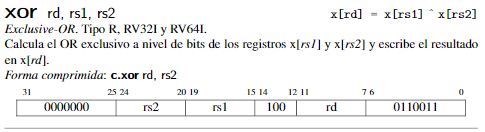 xor rd, rs1, rs2 x[rd] = x[rs1] ^ x[rs2]
Exclusive-OR. Tipo R, RV32I y RV64I.
Calcula el OR exclusivo a nivel de bits de los registros x[rs1] y x[rs2] y escribe el resultado
en x[rd].
Forma comprimida: c.xor rd, rs2
31 25 24 20 19 15 14 12 11 7 6 0
0000000 rs2 rs1 100 rd 0110011